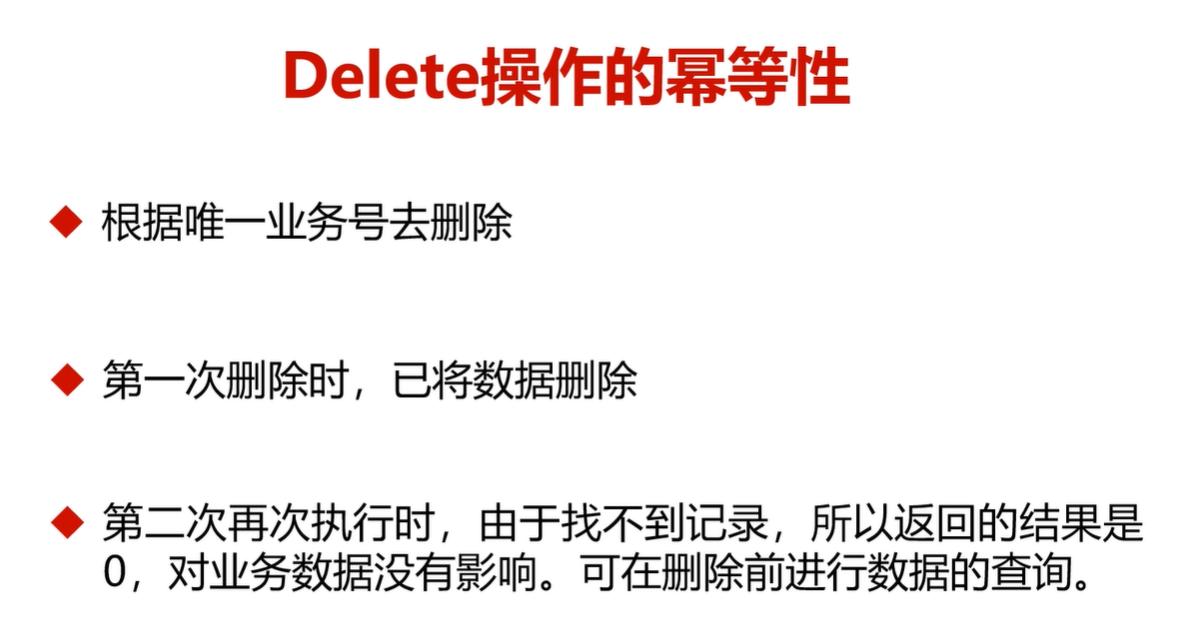 Delete操作的幂等性
根据唯一业务号去删除
第一次删除时，已将数据删除
第二次再次执行时，由于找不到记录，所以返回的结果是
0，对业务数据没有影响。可在删除前进行数据的查询。